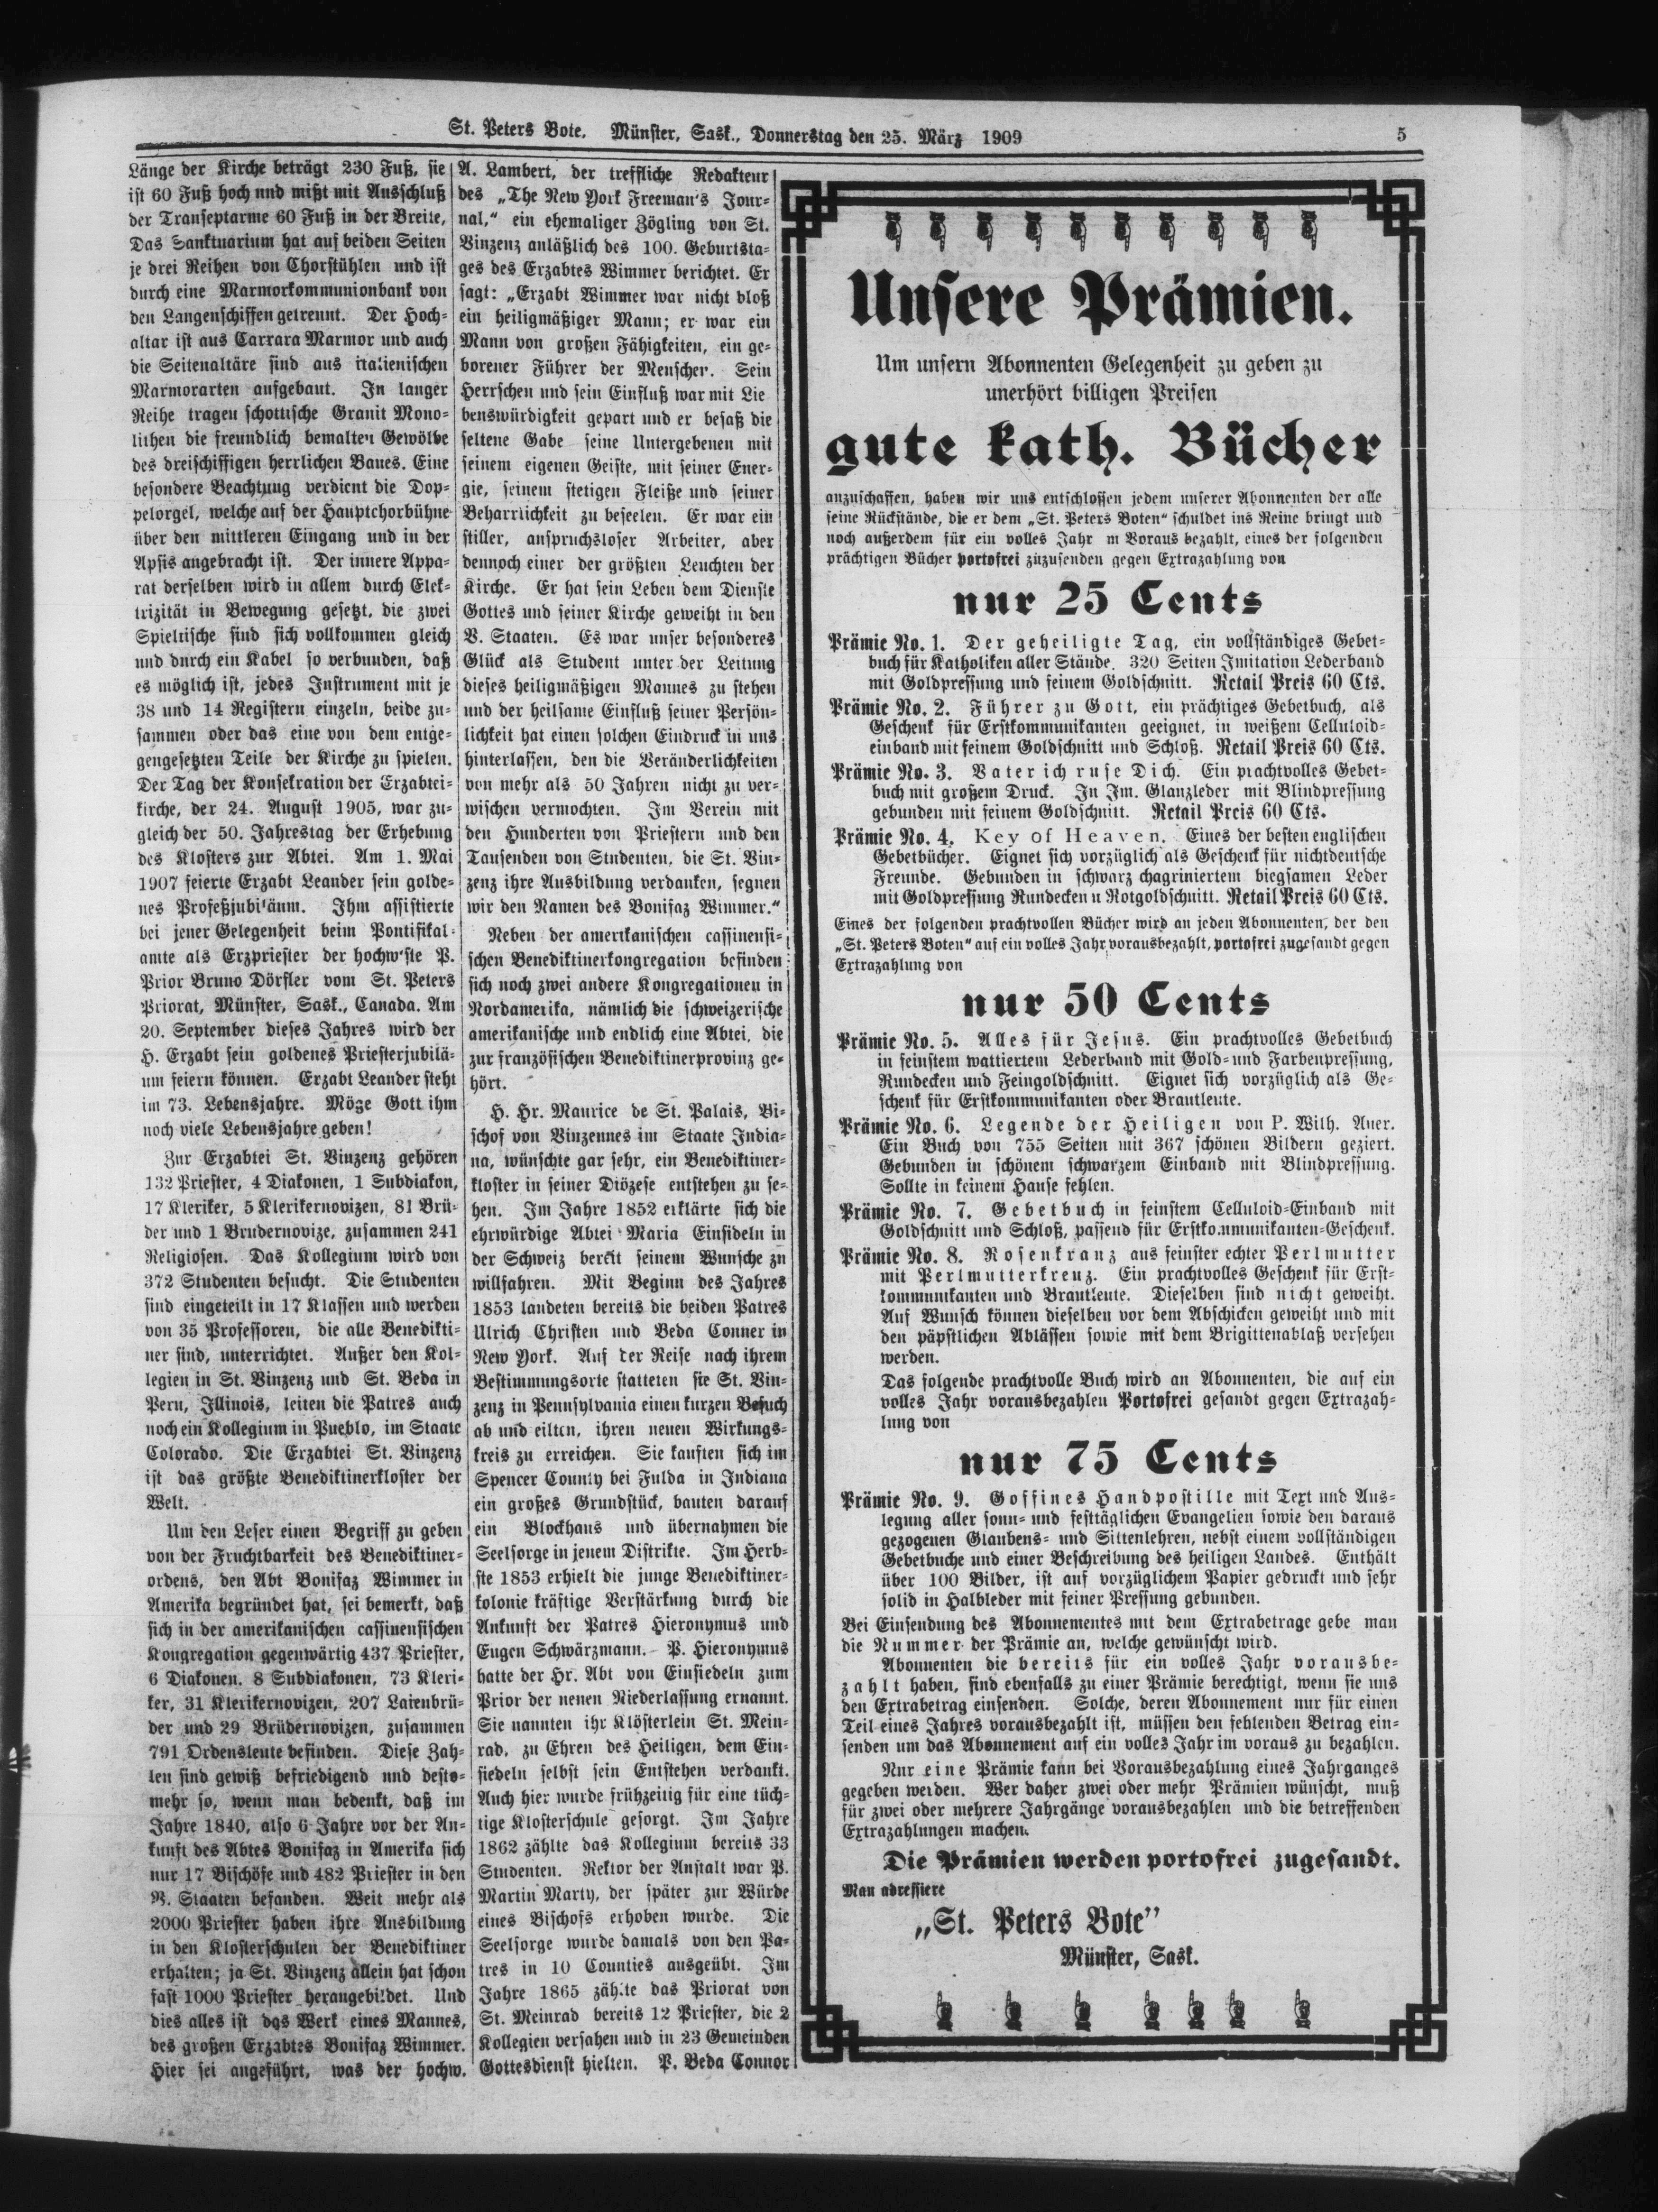 St. Peters Bote, Münster, Sask., Donnerstag den 25. März 1909
5
Länge der Kirche beträgt 230 Fuß, sie
ist 60 Fuß hoch und mißt mit Ausschluß
der Transeptarme 60 Fuß in der Breite,
Das Sanktuarium hat auf beiden Seiten
je drei Reihen von Chorstühlen und ist
durch eine Marmorkommunionbank von
den Langenschiffen getrennt. Der Hoch-
altar ist aus Carrara Marmor und auch
die Seitenaltäre sind aus italienischen
Marmorarten aufgebaut. In langer
Reihe tragen schottische Granit Mono-
lithen die freundlich bemalten Gewölbe
des dreischiffigen herrlichen Baues. Eine
besondere Beachtung verdient die Dop-
pelorgel, welche auf der Hauptchorbühne
über den mittleren Eingang und in der
Apsis angebracht ist. Der innere Appa-
rat derselben wird in allem durch Elek-
trizität in Bewegung gesetzt, die zwei
Spieltische sind sich vollkommen gleich
und durch ein Kabel so verbunden, daß
es möglich ist, jedes Instrument mit je
38 und 14 Registern einzeln, beide zu-
sammen oder das eine von dem entge-
gengesetzten Teile der Kirche zu spielen.
Der Tag der Konsekration der Erzabtei-
kirche, der 24. August 1905, war zu-
gleich der 50. Jahrestag der Erhebung
des Klosters zur Abtei. Am 1. Mai
1907 feierte Erzabt Leander sein golde-
nes Profeßjubiläum. Ihm assistierte
bei jener Gelegenheit beim Pontifikal-
amte als Erzpriester der hochw'ste P.
Prior Bruno Dörfler vom St. Peters
Priorat, Münster, Sask., Canada. Am
20. September dieses Jahres wird der
H. Erzabt sein goldenes Priesterjubilä-
um feiern können. Erzabt Leander steht
im 73. Lebensjahre. Möge Gott ihm
noch viele Lebensjahre geben!
Zur Erzabtei St. Vinzenz gehören
132 Priester, 4 Diakonen, 1 Subdiakon,
17 Kleriker, 5 Klerikernovizen, 81 Brü-
der und 1 Brudernovize, zusammen 241
Religiosen. Das Kollegium wird von
372 Studenten besucht. Die Studenten
sind eingeteilt in 17 Klassen und werden
von 35 Professoren, die alle Benedikti-
ner sind, unterrichtet. Außer den Kol-
legien in St. Vinzenz und St. Beda in
Peru, Illinois, leiten die Patres auch
noch ein Kollegium in Pueblo, im Staate
Colorado. Die Erzabtei St. Vinzenz
ist das größte Benediktinerkloster der
Welt.
Um den Leser einen Begriff zu geben
von der Fruchtbarkeit des Benediktiner-
ordens, den Abt Bonifaz Wimmer in
Amerika begründet hat, sei bemerkt, daß
sich in der amerikanischen cassinensischen
Kongregation gegenwärtig 437 Priester,
6 Diakonen, 8 Subdiakonen, 73 Kleri-
ker, 31 Klerikernovizen, 207 Laienbrü-
der und 29 Brüdernovizen, zusammen
791 Ordensleute befinden. Diese Zah-
len sind gewiß befriedigend und desto-
mehr so, wenn man bedenkt, daß im
Jahre 1840, also 6 Jahre vor der An-
kunft des Abtes Bonifaz in Amerika sich
nur 17 Bischöfe und 482 Priester in den
V. Staaten befanden. Weit mehr als
2000 Priester haben ihre Ausbildung
in den Klosterschulen der Benediktiner
erhalten; ja St. Vinzenz allein hat schon
fast 1000 Priester herangebildet. Und
dies alles ist das Werk eines Mannes,
des großen Erzabtes Bonifaz Wimmer.
Hier sei angeführt, was der hochw.
A. Lambert, der treffliche Redakteur
des „The New York Freeman's Jour-
nal,“ ein ehemaliger Zögling von St.
Vinzenz anläßlich des 100. Geburtsta-
ges des Erzabtes Wimmer berichtet. Er
sagt: „Erzabt Wimmer war nicht bloß
ein heiligmäßiger Mann; er war ein
Mann von großen Fähigkeiten, ein ge-
borener Führer der Menschen. Sein
Herrschen und sein Einfluß war mit Lie
benswürdigkeit gepart und er besaß die
seltene Gabe seine Untergebenen mit
seinem eigenen Geiste, mit seiner Ener-
gie, seinem stetigen Fleiße und seiner
Beharrlichkeit zu beseelen. Er war ein
stiller, anspruchsloser Arbeiter, aber
dennoch einer der größten Leuchten der
Kirche. Er hat sein Leben dem Dienste
Gottes und seiner Kirche geweiht in den
V. Staaten. Es war unser besonderes
Glück als Student unter der Leitung
dieses heiligmäßigen Mannes zu stehen
und der heilsame Einfluß seiner Persön-
lichkeit hat einen solchen Eindruck in uns
hinterlassen, den die Veränderlichkeiten
von mehr als 50 Jahren nicht zu ver-
wischen vermochten. Im Verein mit
den Hunderten von Priestern und den
Tausenden von Studenten, die St. Vin-
zenz ihre Ausbildung verdanken, segnen
wir den Namen des Bonifaz Wimmer.“
Neben der amerikanischen cassinensi-
schen Benediktinerkongregation befinden
sich noch zwei andere Kongregationen in
Nordamerika, nämlich die schweizerische
amerikanische und endlich eine Abtei, die
zur französischen Benediktinerprovinz ge-
hört.
H. Hr. Maurice de St. Palais, Bi-
schof von Vinzennes im Staate India-
na, wünschte gar sehr, ein Benediktiner-
kloster in seiner Diözese entstehen zu se-
hen. Im Jahre 1852 erklärte sich die
ehrwürdige Abtei Maria Einsideln in
der Schweiz bereit seinem Wunsche zu
willfahren. Mit Beginn des Jahres
1853 landeten bereits die beiden Patres
Ulrich Christen und Beda Conner in
New York. Auf der Reise nach ihrem
Bestimmungsorte statteten sie St. Vin-
zenz in Pennsylvania einen kurzen Besuch
ab und eilten, ihren neuen Wirkungs-
kreis zu erreichen. Sie kauften sich im
Spencer County bei Fulda in Indiana
ein großes Grundstück, bauten darauf
ein Blockhaus und übernahmen die
Seelsorge in jenem Distrikte. Im Herb-
ste 1853 erhielt die junge Benediktiner-
kolonie kräftige Verstärkung durch die
Ankunft der Patres Hieronymus und
Eugen Schwärzmann. P. Hieronymus
hatte der Hr. Abt von Einsiedeln zum
Prior der neuen Niederlassung ernannt.
Sie nannten ihr Klösterlein St. Mein-
rad, zu Ehren des Heiligen, dem Ein-
siedeln selbst sein Entstehen verdankt.
Auch hier wurde frühzeitig für eine tüch-
tige Klosterschule gesorgt. Im Jahre
1862 zählte das Kollegium bereits 33
Studenten. Rektor der Anstalt war P.
Martin Marty, der später zur Würde
eines Bischofs erhoben wurde. Die
Seelsorge wurde damals von den Pa-
tres in 10 Counties ausgeübt. Im
Jahre 1865 zählte das Priorat von
St. Meinrad bereits 12 Priester, die 2
Kollegien versahen und in 23 Gemeinden
Gottesdienst hielten. P. Beda Connor
Unsere Prämien.
Um unsern Abonnenten Gelegenheit zu geben zu
unerhört billigen Preisen
gute kath. Bücher
anzuschaffen, haben wir uns entschlossen jedem unserer Abonnenten der alle
seine Rückstände, die er dem „St. Peters Boten“ schuldet ins Reine bringt und
noch außerdem für ein volles Jahr m Voraus bezahlt, eines der folgenden
prächtigen Bücher portofrei zuzusenden gegen Extrazahlung von
nur 25 Cents
Prämie No. 1. Der geheiligte Tag, ein vollständiges Gebet-
buch für Katholiken aller Stände. 320 Seiten Imitation Lederband
mit Goldpressung und feinem Goldschnitt. Retail Preis 60 Cts.
Prämie No. 2. Führer zu Gott, ein prächtiges Gebetbuch, als
Geschenk für Erstkommunikanten geeignet, in weißem Celluloid-
einband mit feinem Goldschnitt und Schloß. Retail Preis 60 Cts.
Prämie No. 3. Vater ich rufe Dich. Ein prachtvolles Gebet-
buch mit großem Druck. In Im. Glanzleder mit Blindpressung
gebunden mit feinem Goldschnitt. Retail Preis 60 Cts.
Prämie No. 4. Key of Heaven. Eines der besten englischen
Gebetbücher. Eignet sich vorzüglich als Geschenk für nichtdeutsche
Freunde. Gebunden in schwarz chagriniertem biegsamen Leder
mit Goldpressung Rundecken u Rotgoldschnitt. Retail Preis 60 Cts.
Eines der folgenden prachtvollen Bücher wird an jeden Abonnenten, der den
„St. Peters Boten“ auf ein volles Jahr vorausbezahlt, portofrei zugesandt gegen
Extrazahlung von
nur 50 Cents
Prämie No. 5. Alles für Jesus. Ein prachtvolles Gebetbuch
in feinstem wattiertem Lederband mit Gold- und Farbenpressung,
Rundecken und Feingoldschnitt. Eignet sich vorzüglich als Ge-
schenk für Erstkommunikanten oder Brautleute.
Prämie No. 6. Legende der Heiligen von P. Wilh. Auer.
Ein Buch von 755 Seiten mit 367 schönen Bildern geziert.
Gebunden in schönem schwarzem Einband mit Blindpressung.
Sollte in keinem Hause fehlen.
Prämie No. 7. Gebetbuch in feinstem Celluloid-Einband mit
Goldschnitt und Schloß, passend für Erstkommunikanten-Geschenk.
Prämie No. 8. Rosenkranz aus feinster echter Perlmutter
mit Perlmutterkreuz. Ein prachtvolles Geschenk für Erst-
kommunikanten und Brautleute. Dieselben sind nicht geweiht.
Auf Wunsch können dieselben vor dem Abschicken geweiht und mit
den päpstlichen Ablässen sowie mit dem Brigittenablaß versehen
werden.
Das folgende prachtvolle Buch wird an Abonnenten, die auf ein
volles Jahr vorausbezahlen Portofrei gesandt gegen Extrazah-
lung von
nur 75 Cents
Prämie No. 9. Goffines Handpostille mit Text und Aus-
legung aller sonn- und festtäglichen Evangelien sowie den daraus
gezogenen Glaubens- und Sittenlehren, nebst einem vollständigen
Gebetbuche und einer Beschreibung des heiligen Landes. Enthält
über 100 Bilder, ist auf vorzüglichem Papier gedruckt und sehr
solid in Halbleder mit feiner Pressung gebunden.
Bei Einsendung des Abonnementes mit dem Extrabetrage gebe man
die Nummer der Prämie an, welche gewünscht wird.
Abonnenten die bereits für ein volles Jahr vorausbe-
zahlt haben, sind ebenfalls zu einer Prämie berechtigt, wenn sie uns
den Extrabetrag einsenden. Solche, deren Abonnement nur für einen
Teil eines Jahres vorausbezahlt ist, müssen den fehlenden Betrag ein-
senden um das Abonnement auf ein volles Jahr im voraus zu bezahlen.
Nur eine Prämie kann bei Vorausbezahlung eines Jahrganges
gegeben werden. Wer daher zwei oder mehr Prämien wünscht, muß
für zwei oder mehrere Jahrgänge vorausbezahlen und die betreffenden
Extrazahlungen machen.
Die Prämien werden portofrei zugesandt.
Man adressiere
„St. Peters Bote”
Münster, Sask.